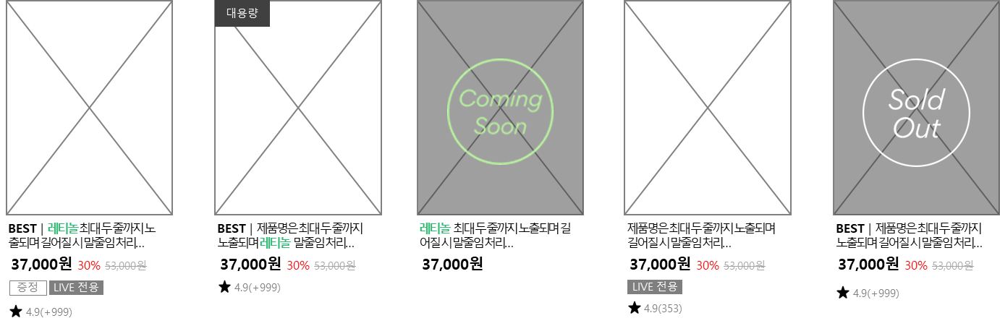 BEST | 레티놀 최대 두 줄까지 노
출되며 길어질 시 말줄임 처리...
37,000원 30% 53,000원
증정 LIVE 전용
★ 4.9(+999)
대용량
BEST | 제품명은 최대 두 줄까지
노출되며 레티놀 말줄임 처리...
37,000원 30% 53,000원
★ 4.9(+999)
Coming
Soon
레티놀 최대 두 줄까지 노출되며 길
어질 시 말줄임 처리...
37,000원
제품명은 최대 두 줄까지 노출되며
길어질 시 말줄임 처리...
37,000원 30% 53,000원
LIVE 전용
★ 4.9(353)
Sold
Out
BEST | 제품명은 최대 두 줄까지
노출되며 길어질 시 말줄임 처리...
37,000원 30% 53,000원
★ 4.9(+999)